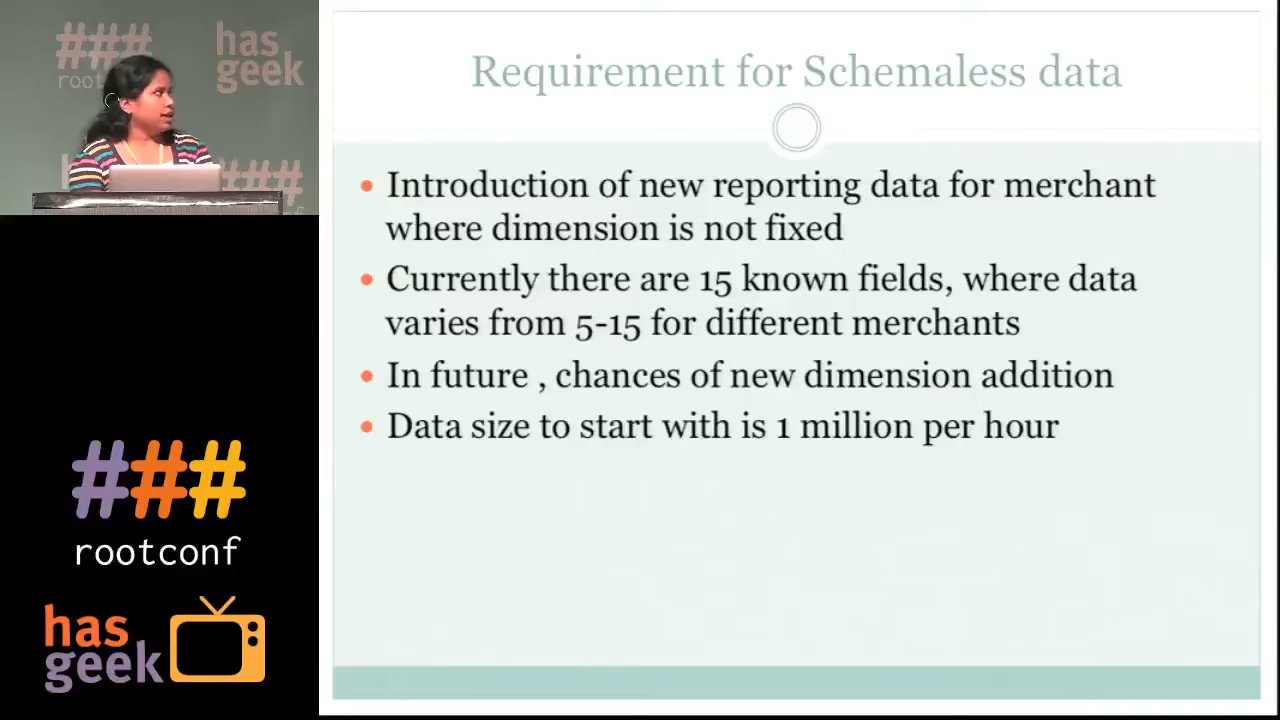 ###
root
has
geek
###
Requirement for Schemaless data
• Introduction of new reporting data for merchant
where dimension is not fixed
• Currently there are 15 known fields, where data
varies from 5-15 for different merchants
• In future , chances of new dimension addition
• Data size to start with is 1 million per hour
###
rootconf
has
geek